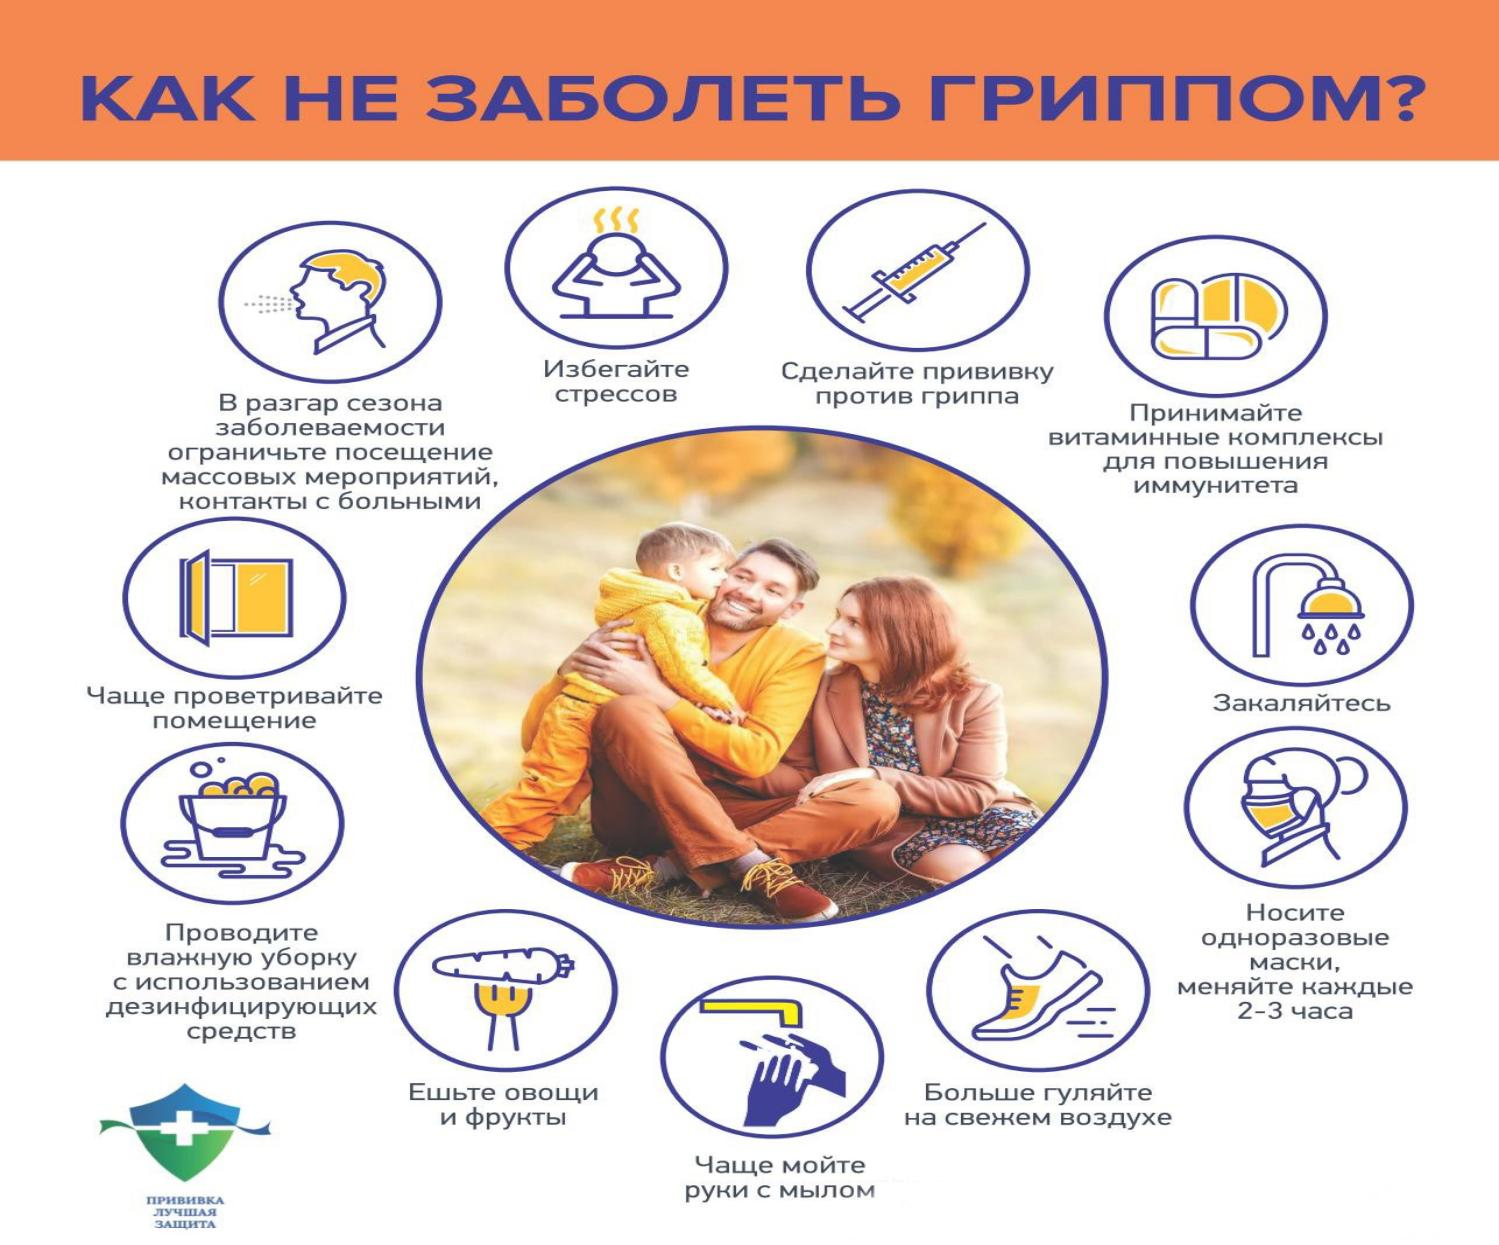 КАК НЕ ЗАБОЛЕТЬ ГРИППОМ?
Избегайте
стрессов
Сделайте прививку
против гриппа
В разгар сезона
заболеваемости
ограничьте посещение
массовых мероприятий,
контакты с больными
Принимайте
витаминные комплексы
для повышения
иммунитета
Чаще проветривайте
помещение
Закаляйтесь
Проводите
влажную уборку
с использованием
дезинфицирующих
средств
Носите
одноразовые
маски,
меняйте каждые
2-3 часа
Ешьте овощи
и фрукты
Больше гуляйте
на свежем воздухе
Чаще мойте
руки с мылом
ПРИВИВКА
ЛУЧШАЯ
ЗАЩИТА